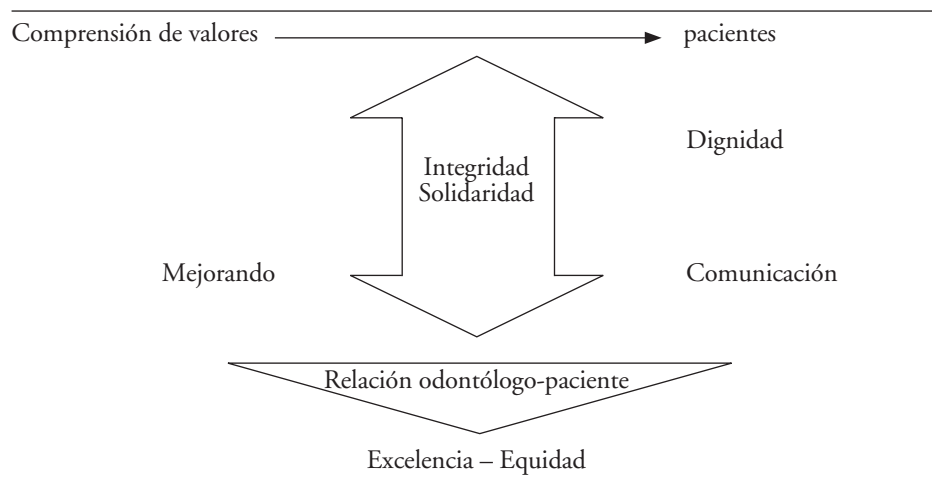 Comprensión de valores pacientes
Dignidad
Integridad
Solidaridad
Mejorando Comunicación
Relación odontólogo-paciente
Excelencia – Equidad